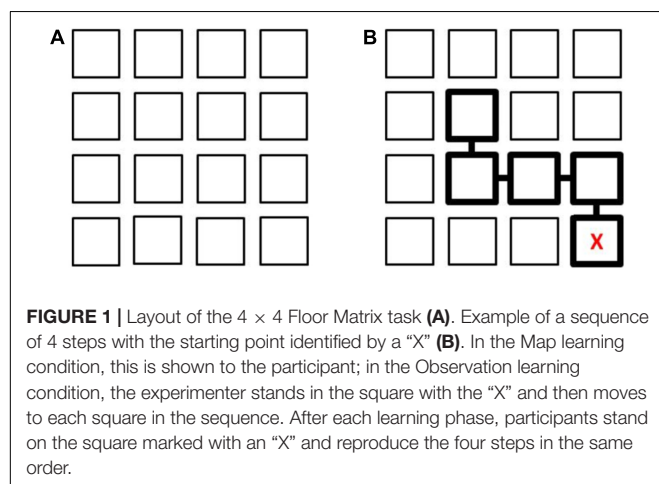 A
B
X
FIGURE 1 | Layout of the 4 × 4 Floor Matrix task (A). Example of a sequence
of 4 steps with the starting point identified by a “X” (B). In the Map learning
condition, this is shown to the participant; in the Observation learning
condition, the experimenter stands in the square with the “X” and then moves
to each square in the sequence. After each learning phase, participants stand
on the square marked with an “X” and reproduce the four steps in the same
order.